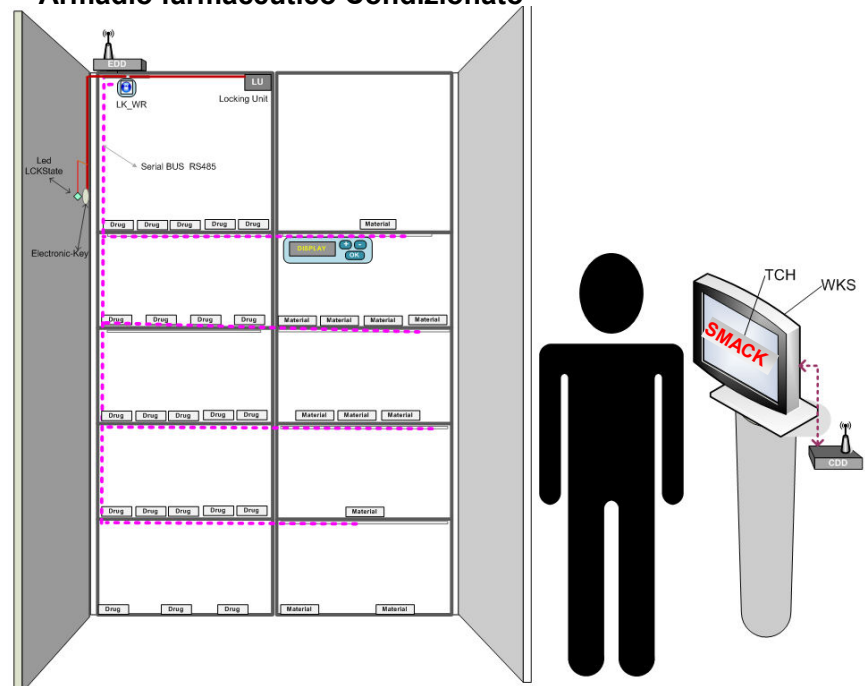 Armadio farmaceutico Condizionato
EDD
LU
LK_WR
Locking Unit
Led
LCKState
Serial BUS RS485
Electronic-Key
Drug Drug Drug Drug Drug
Material
DISPLAY + -
OK
Drug Drug Drug Drug
Material Material Material Material
Drug Drug Drug Drug Drug
Material Material Material
Drug Drug Drug Drug Drug
Material
Drug Drug Drug
Material Material
TCH
WKS
SMACK
CDD